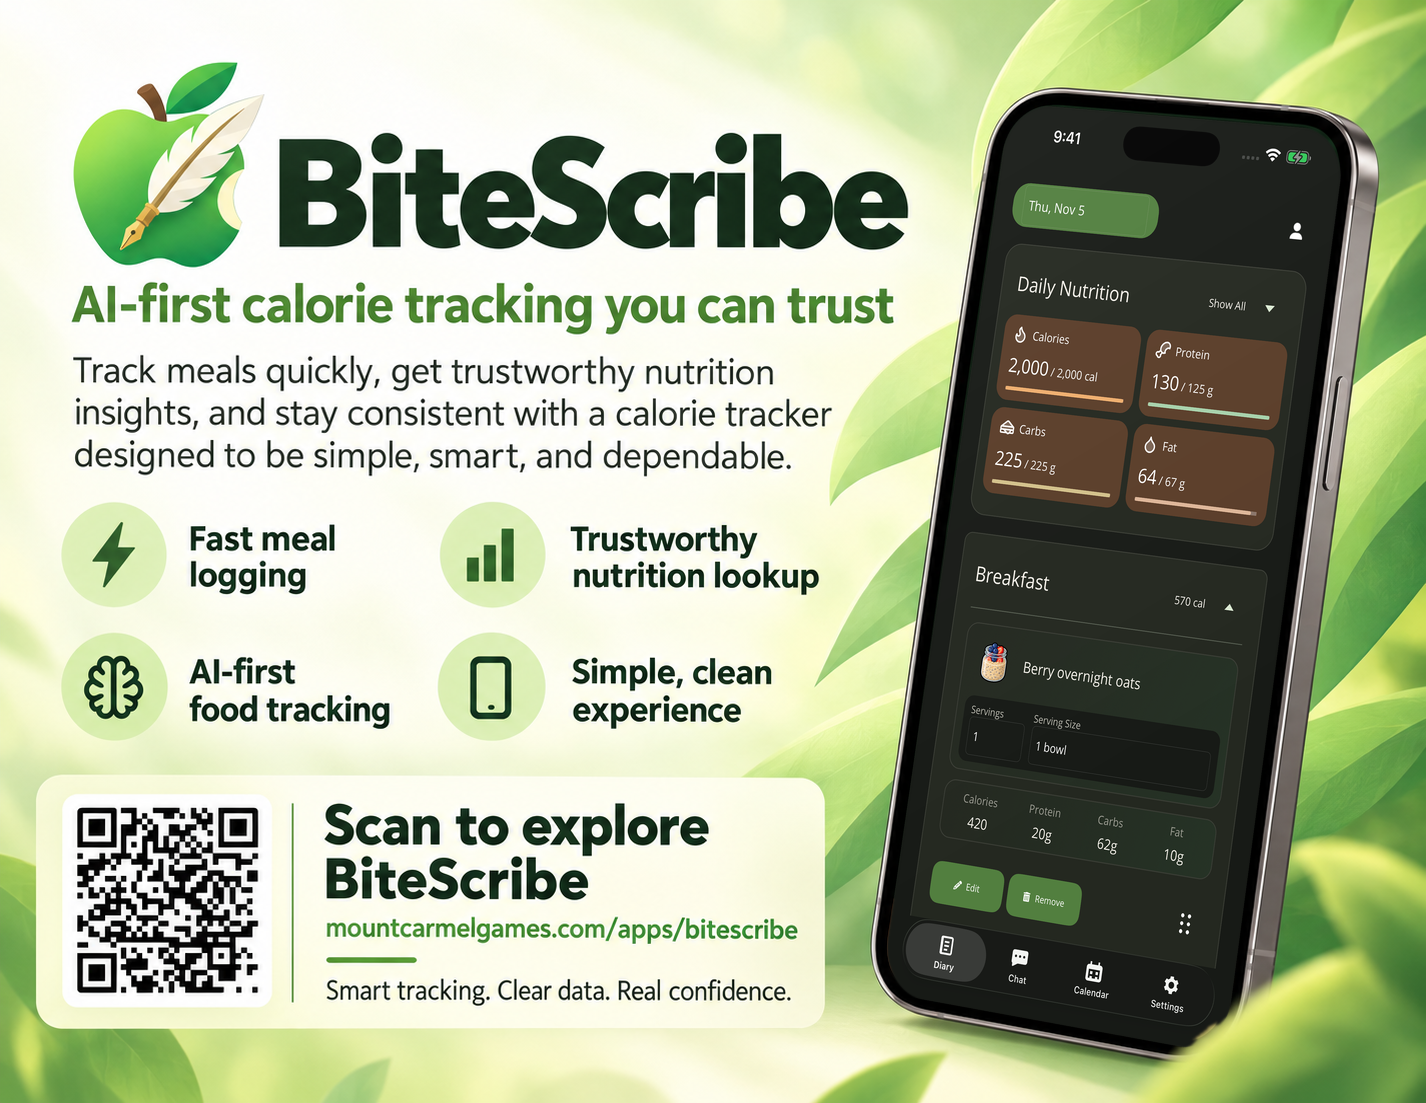 BiteScribe
AI-first calorie tracking you can trust
Track meals quickly, get trustworthy nutrition
insights, and stay consistent with a calorie tracker
designed to be simple, smart, and dependable.
Fast meal
logging
Trustworthy
nutrition lookup
AI-first
food tracking
Simple, clean
experience
Scan to explore
BiteScribe
mountcarmelgames.com/apps/bitescribe
Smart tracking. Clear data. Real confidence.
9:41
Thu, Nov 5
Daily Nutrition
Show All
Calories
2,000 / 2,000 cal
Protein
130 / 125 g
Carbs
225 / 225 g
Fat
64 / 67 g
Breakfast
570 cal
Berry overnight oats
Servings
1
Serving Size
1 bowl
Calories Protein Carbs Fat
420 20g 62g 10g
Edit
Remove
Diary Chat Calendar Settings